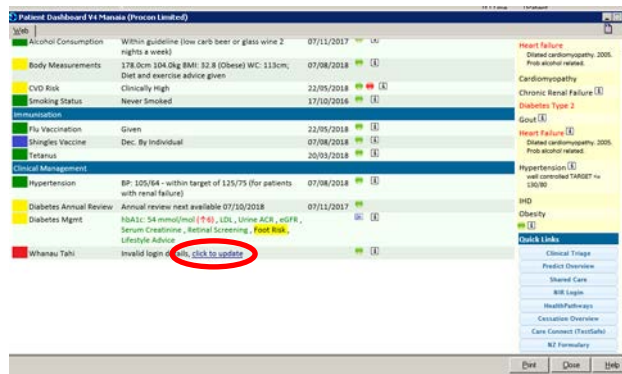 Patient Dashboard V4 Manaia (Procon Limited)
Web
Alcohol Consumption Within guideline (low carb beer or glass wine 2 07/11/2017
nights a week)
Body Measurements 178.0cm 104.0kg BMI: 32.8 (Obese) WC: 113cm; 07/08/2018
Diet and exercise advice given
CVD Risk Clinically High 22/05/2018
Smoking Status Never Smoked 17/10/2016
Immunisation
Flu Vaccination Given 22/05/2018
Shingles Vaccine Dec. By Individual 07/08/2018
Tetanus 20/03/2018
Clinical Management
Hypertension BP: 105/64 - within target of 125/75 (for patients 07/08/2018
with renal failure)
Diabetes Annual Review Annual review next available 07/10/2018 07/11/2017
Diabetes Mgmt hbA1c: 54 mmol/mol (↑6) , LDL , Urine ACR , eGFR ,
Serum Creatinine , Retinal Screening , Foot Risk ,
Lifestyle Advice
Whanau Tahi Invalid login details, click to update
Heart failure
Dilated cardiomyopathy. 2005.
Prob alcohol related.
Cardiomyopathy
Chronic Renal Failure
Diabetes Type 2
Gout
Heart Failure
Dilated cardiomyopathy. 2005.
Prob alcohol related.
Hypertension
well controlled TARGET <=
130/80
IHD
Obesity
Quick Links
Clinical Triage
Predict Overview
Shared Care
NIR Login
HealthPathways
Cessation Overview
Care Connect (TestSafe)
NZ Formulary
Print Close Help